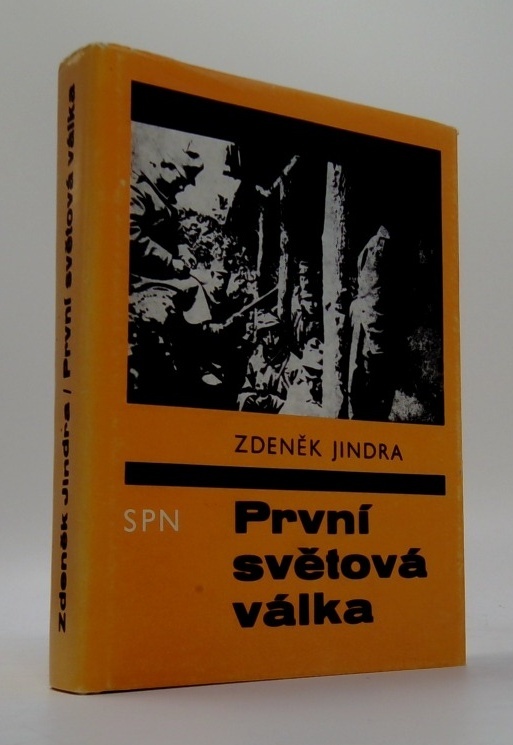 Zdeněk Jindra / První světová válka
ZDENĚK JINDRA
SPN
První
světová
válka